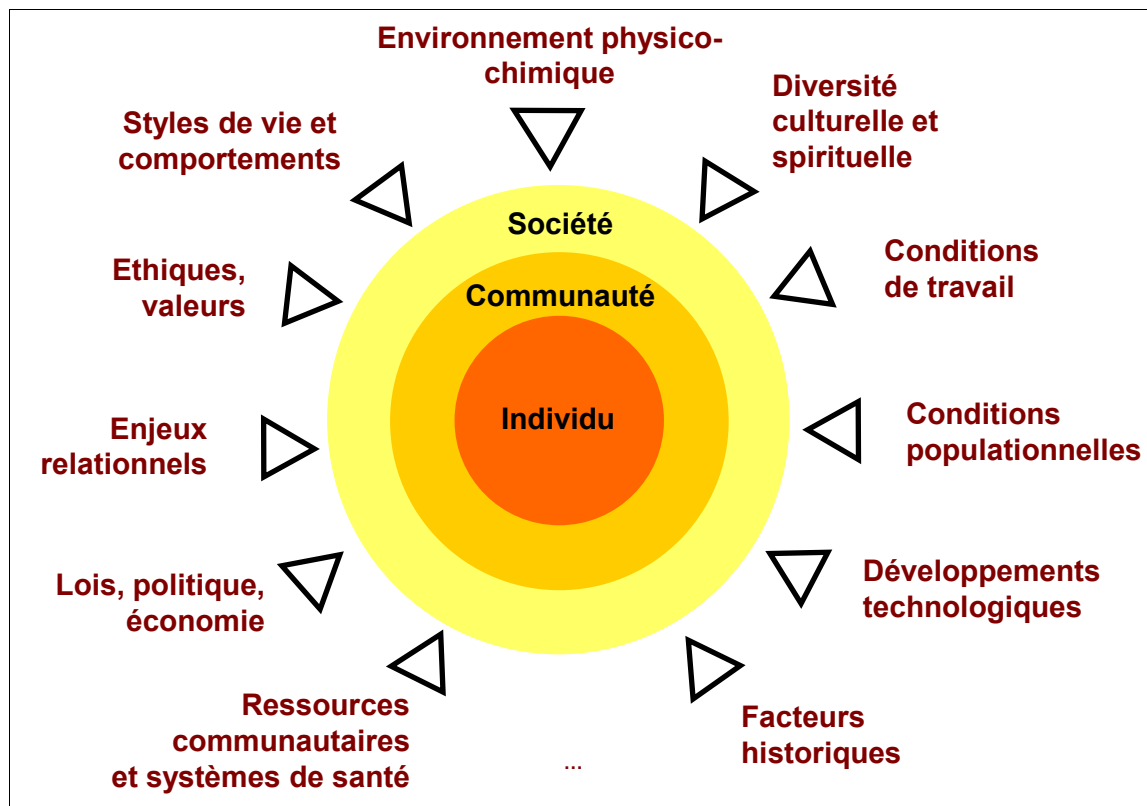 Environnement physico-
chimique
Diversité
culturelle et
spirituelle
Styles de vie et
comportements
Société
Conditions
de travail
Ethiques,
valeurs
Communauté
Individu
Enjeux
relationnels
Conditions
populationnelles
Lois, politique,
économie
Développements
technologiques
Ressources
communautaires
et systèmes de santé
Facteurs
historiques
...